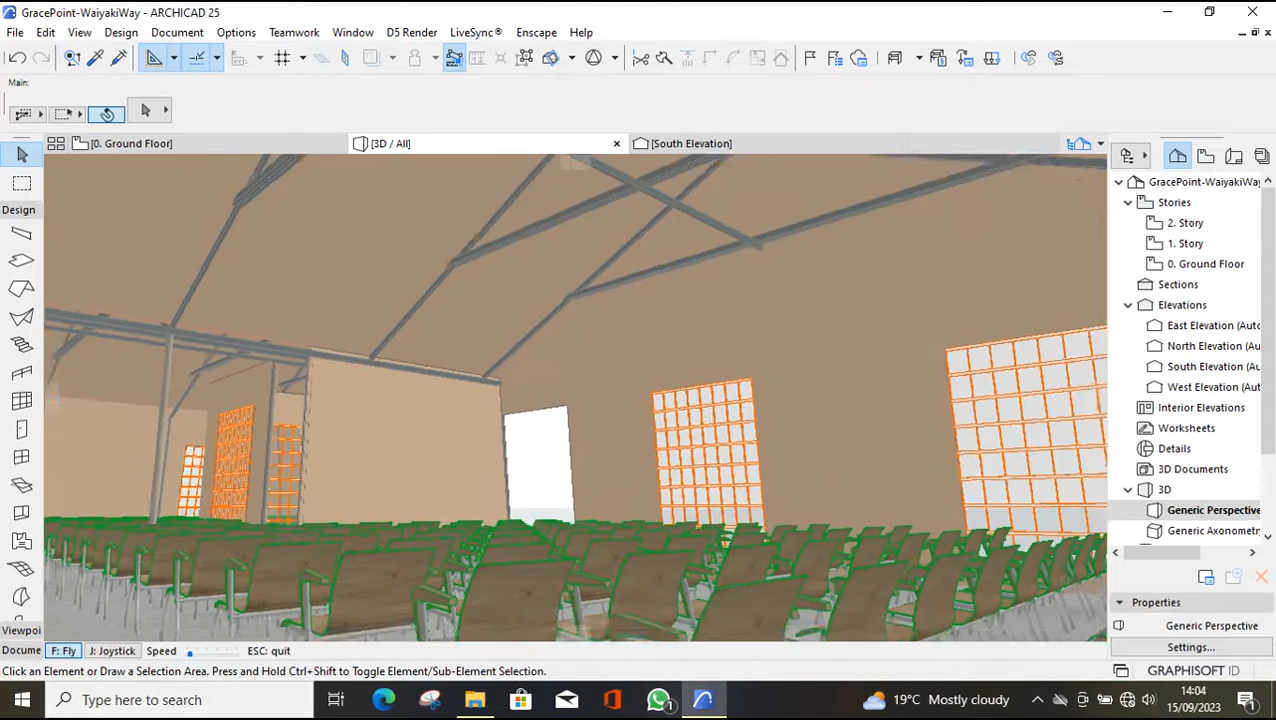 GracePoint-WaiyakiWay - ARCHICAD 25
File Edit View Design Document Options Teamwork Window D5 Render LiveSync® Enscape Help
Main:
[0. Ground Floor] [3D / All] [South Elevation]
GracePoint-WaiyakiWay
Stories
2. Story
1. Story
0. Ground Floor
Sections
Elevations
East Elevation (Auto
North Elevation (Au
South Elevation (Au
West Elevation (Aut
Interior Elevations
Worksheets
Details
3D Documents
3D
Generic Perspective
Generic Axonometry
Design
Viewpoi
Docume
F: Fly J: Joystick Speed ESC: quit
Properties
Generic Perspective
Settings...
Click an Element or Draw a Selection Area. Press and Hold Ctrl+Shift to Toggle Element/Sub-Element Selection.
GRAPHISOFT ID
Type here to search
1
19°C Mostly cloudy
14:04
15/09/2023
1